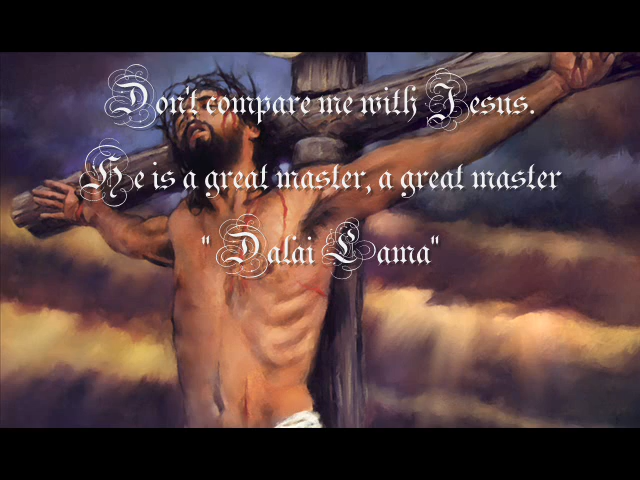 Don't compare me with Jesus.
He is a great master, a great master
" Dalai Lama"